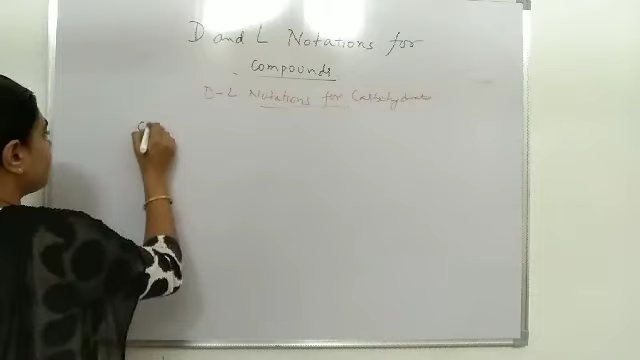 D and L Notations for
Compounds
D-L Notations for Carbohydrates
C